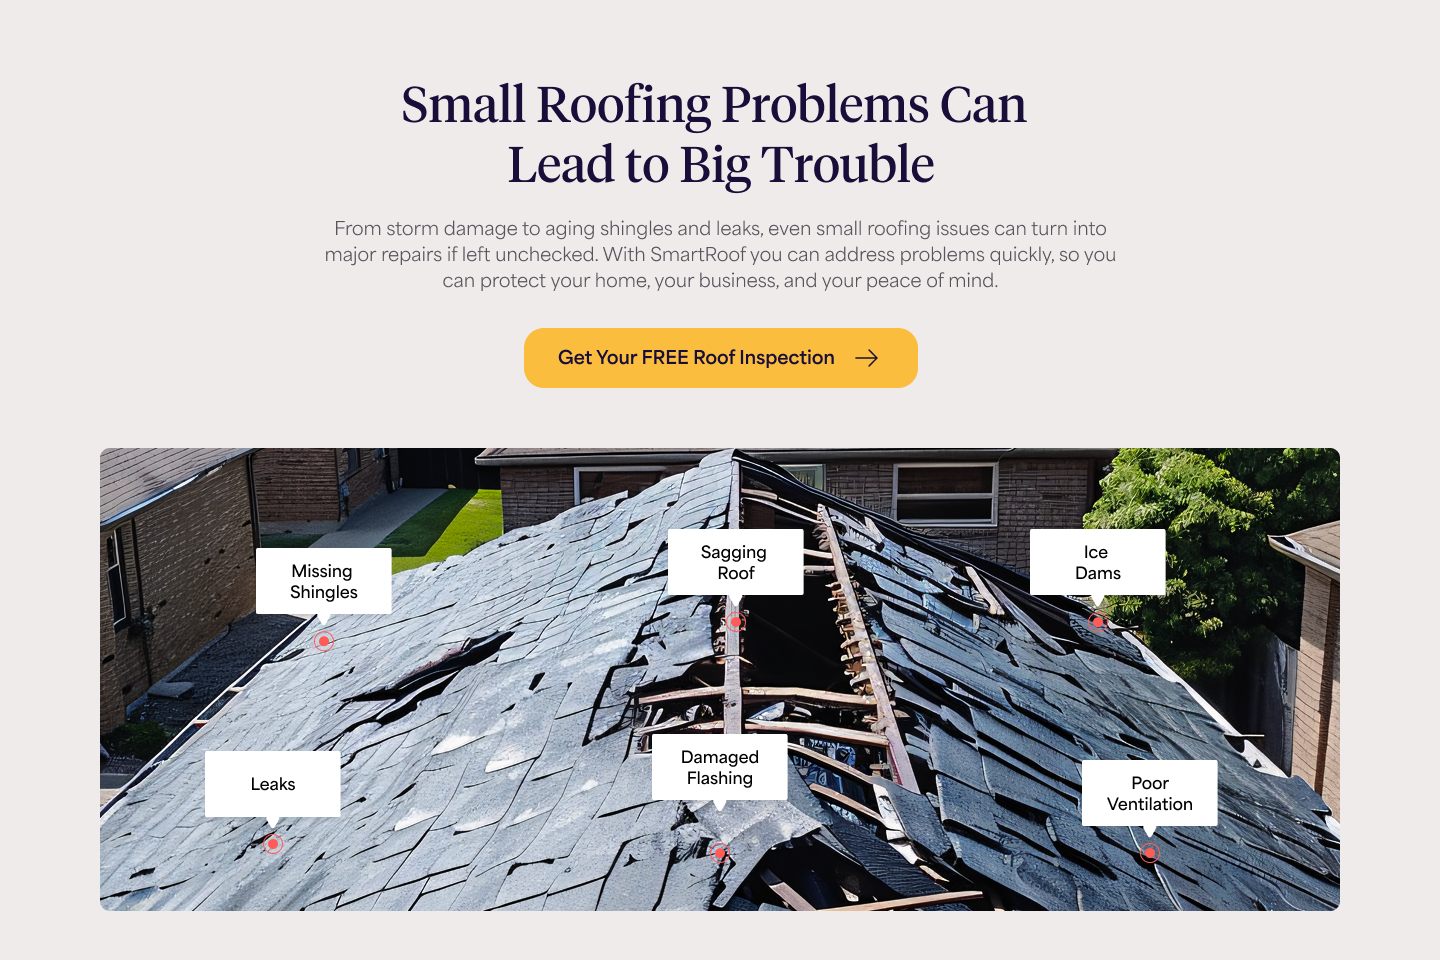 Small Roofing Problems Can
Lead to Big Trouble
From storm damage to aging shingles and leaks, even small roofing issues can turn into
major repairs if left unchecked. With SmartRoof you can address problems quickly, so you
can protect your home, your business, and your peace of mind.
Get Your FREE Roof Inspection
Missing
Shingles
Sagging
Roof
Ice
Dams
Leaks
Damaged
Flashing
Poor
Ventilation